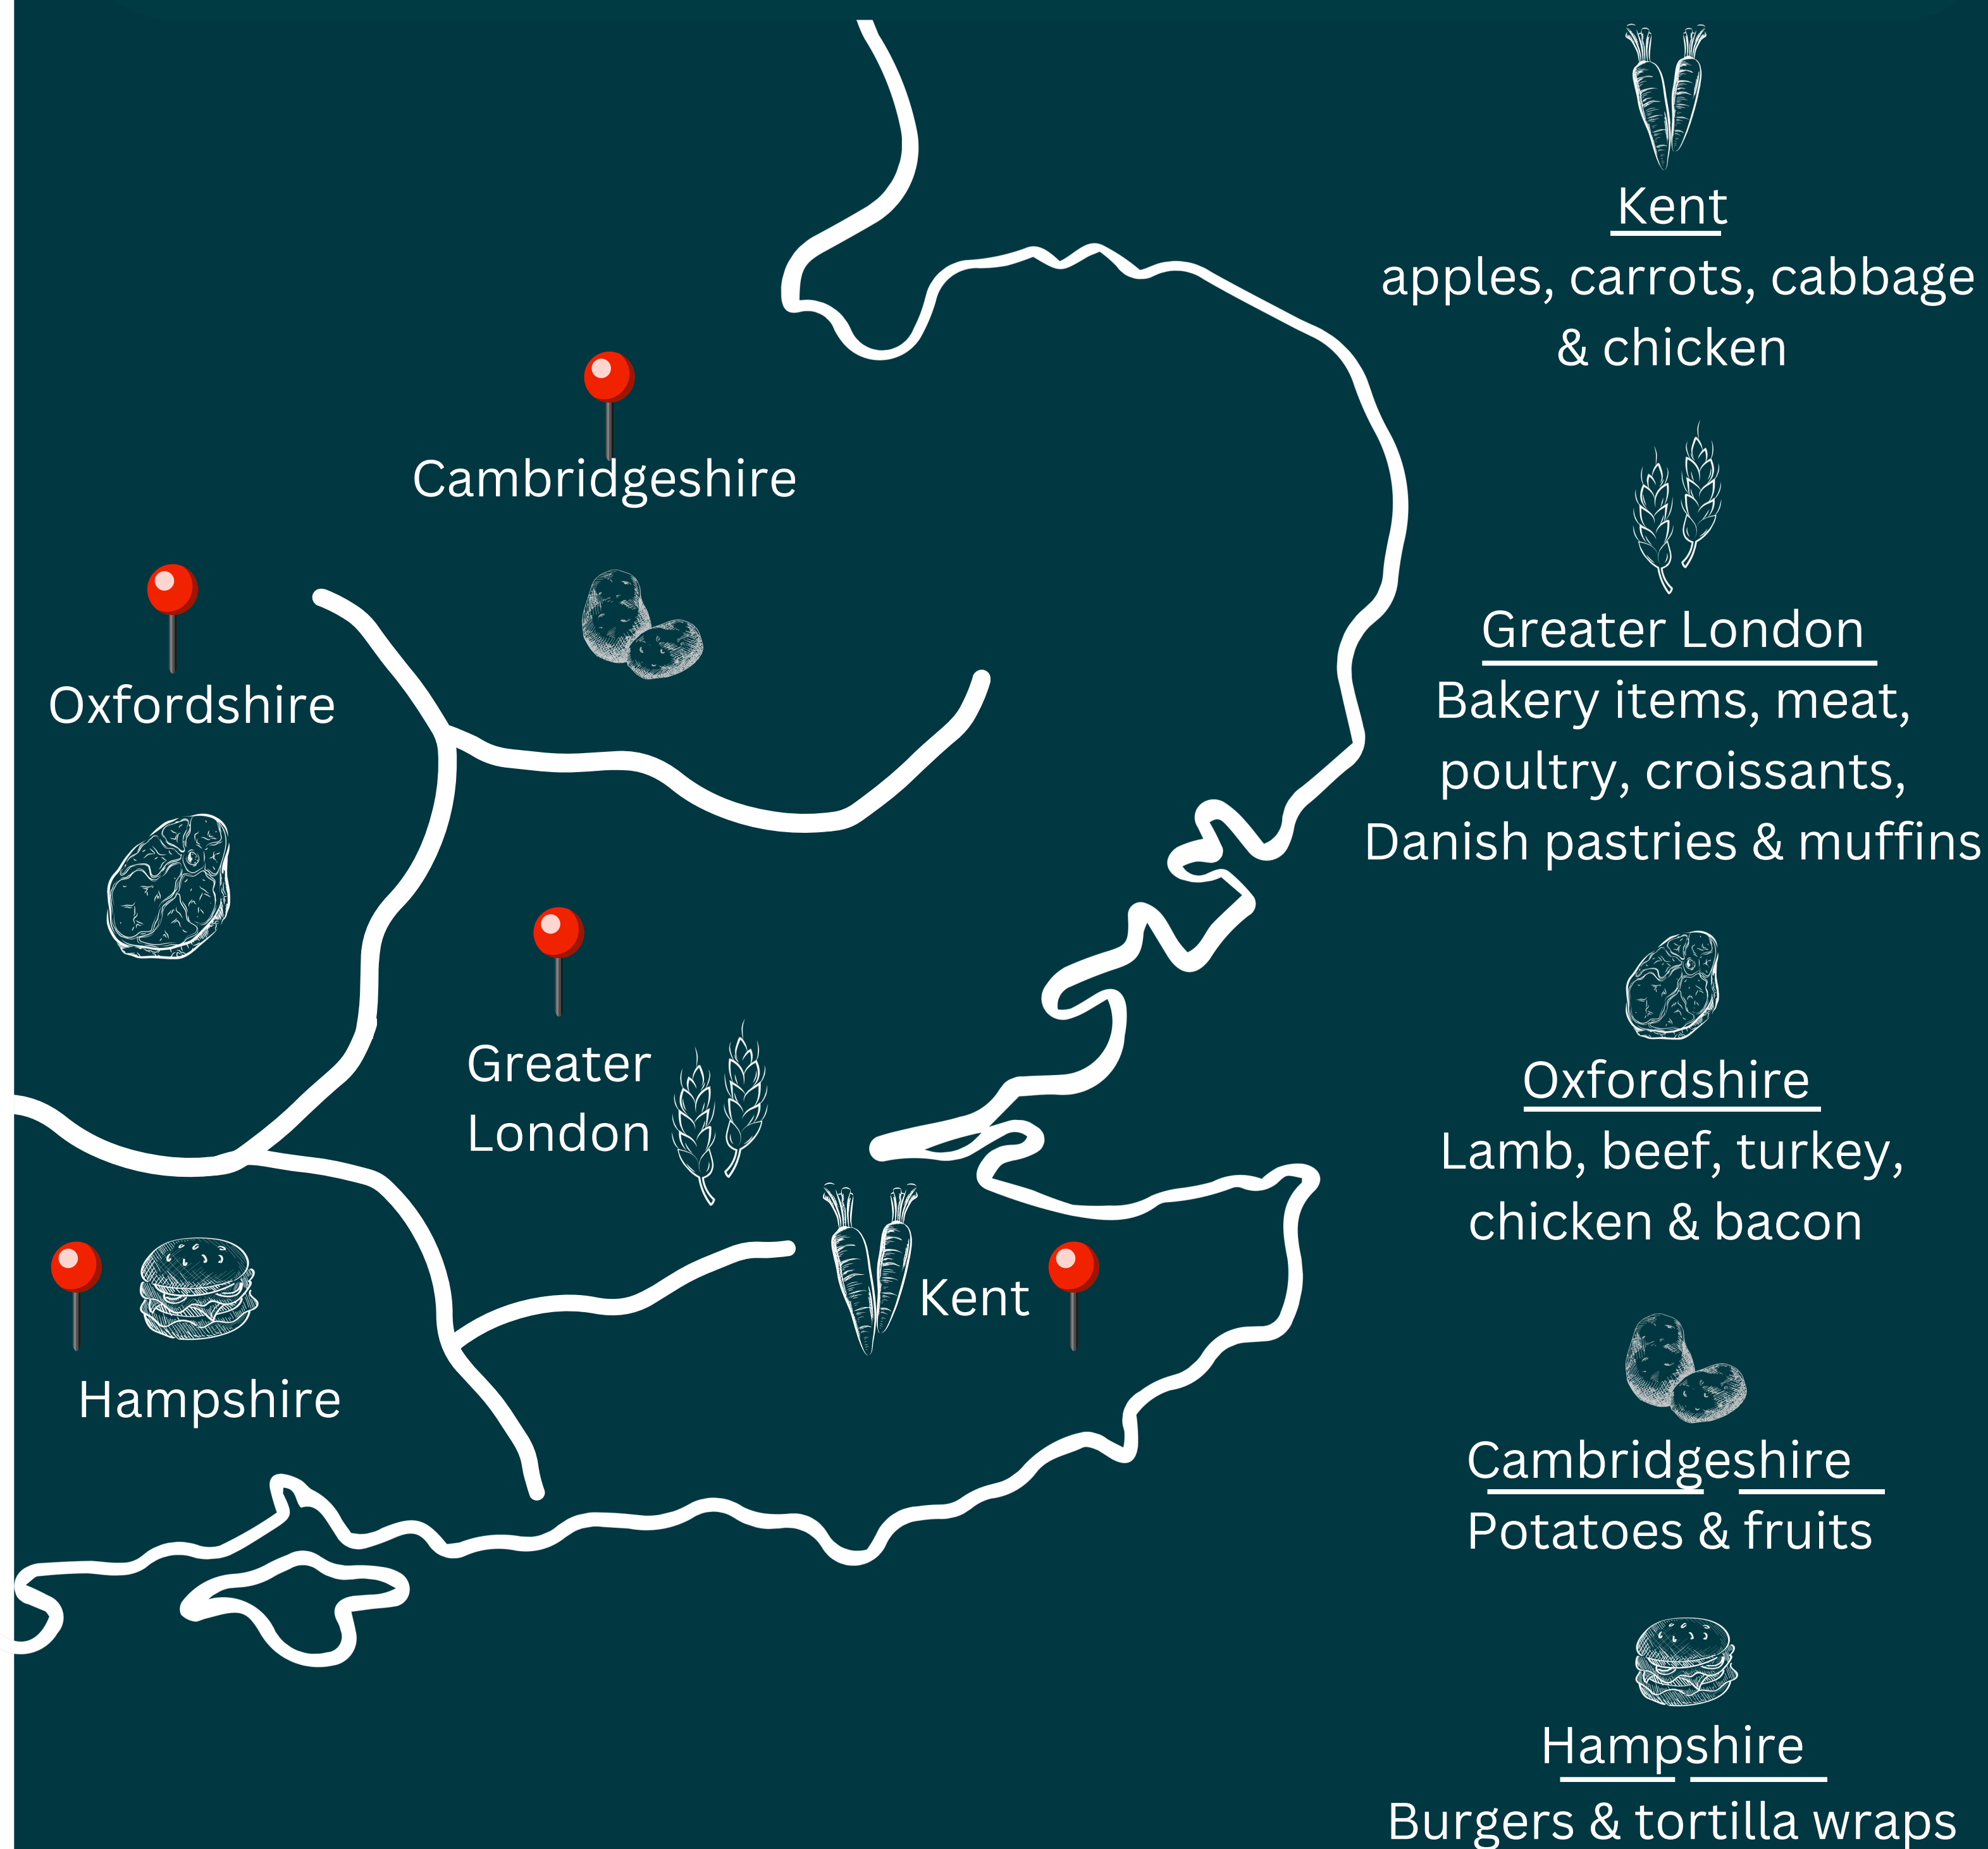 Cambridgeshire
Oxfordshire
Greater
London
Kent
Hampshire
Kent
apples, carrots, cabbage
& chicken
Greater London
Bakery items, meat,
poultry, croissants,
Danish pastries & muffins
Oxfordshire
Lamb, beef, turkey,
chicken & bacon
Cambridgeshire
Potatoes & fruits
Hampshire
Burgers & tortilla wraps